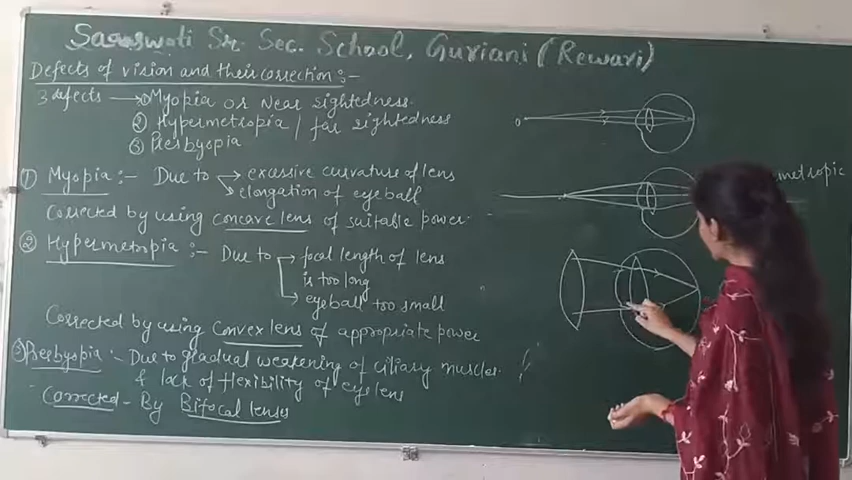 Saraswati Sr. Sec. School, Guriani (Rewari)
Defects of vision and their correction :-
3 defects → ① Myopia or Near sightedness.
② Hypermetropia / far sightedness
③ Presbyopia
① Myopia :- Due to → excessive curvature of lens
→ elongation of eyeball
Corrected by using concave lens of suitable power.
② Hypermetropia :- Due to → focal length of lens
is too long
→ eyeball too small
Corrected by using Convex lens of appropriate power
③ Presbyopia :- Due to gradual weakening of ciliary muscles.
& lack of flexibility of eye lens
Corrected - By Bifocal lenses
O
metropic